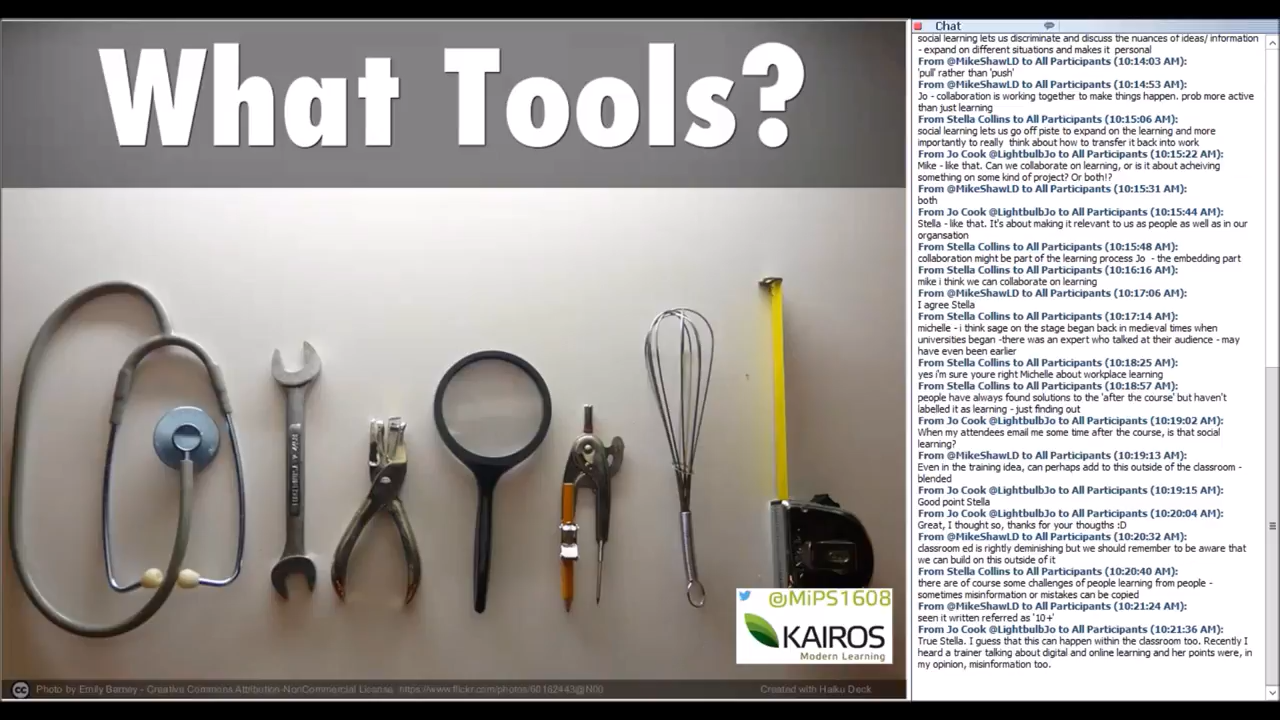 What Tools?
@MiPS1608
KAIROS
Modern Learning
Photo by Emily Barney - Creative Commons Attribution-NonCommercial License https://www.flickr.com/photos/60162443@N00
Created with Haiku Deck
Chat
social learning lets us discriminate and discuss the nuances of ideas/ information
- expand on different situations and makes it personal
From @MikeShawLD to All Participants (10:14:03 AM):
'pull' rather than 'push'
From @MikeShawLD to All Participants (10:14:53 AM):
Jo - collaboration is working together to make things happen. prob more active
than just learning
From Stella Collins to All Participants (10:15:06 AM):
social learning lets us go off piste to expand on the learning and more
importantly to really think about how to transfer it back into work
From Jo Cook @LightbulbJo to All Participants (10:15:22 AM):
Mike - like that. Can we collaborate on learning, or is it about acheiving
something on some kind of project? Or both!?
From @MikeShawLD to All Participants (10:15:31 AM):
both
From Jo Cook @LightbulbJo to All Participants (10:15:44 AM):
Stella - like that. It's about making it relevant to us as people as well as in our
organsation
From Stella Collins to All Participants (10:15:48 AM):
collaboration might be part of the learning process Jo - the embedding part
From Stella Collins to All Participants (10:16:16 AM):
mike i think we can collaborate on learning
From @MikeShawLD to All Participants (10:17:06 AM):
I agree Stella
From Stella Collins to All Participants (10:17:14 AM):
michelle - i think sage on the stage began back in medieval times when
universities began -there was an expert who talked at their audience - may
have even been earlier
From Stella Collins to All Participants (10:18:25 AM):
yes i'm sure youre right Michelle about workplace learning
From Stella Collins to All Participants (10:18:57 AM):
people have always found solutions to the 'after the course' but haven't
labelled it as learning - just finding out
From Jo Cook @LightbulbJo to All Participants (10:19:02 AM):
When my attendees email me some time after the course, is that social
learning?
From @MikeShawLD to All Participants (10:19:13 AM):
Even in the training idea, can perhaps add to this outside of the classroom -
blended
From Jo Cook @LightbulbJo to All Participants (10:19:15 AM):
Good point Stella
From Jo Cook @LightbulbJo to All Participants (10:20:04 AM):
Great, I thought so, thanks for your thougths :D
From @MikeShawLD to All Participants (10:20:32 AM):
classroom ed is rightly deminishing but we should remember to be aware that
we can build on this outside of it
From Stella Collins to All Participants (10:20:40 AM):
there are of course some challenges of people learning from people -
sometimes misinformation or mistakes can be copied
From @MikeShawLD to All Participants (10:21:24 AM):
seen it written referred as '10+'
From Jo Cook @LightbulbJo to All Participants (10:21:36 AM):
True Stella. I guess that this can happen within the classroom too. Recently I
heard a trainer talking about digital and online learning and her points were, in
my opinion, misinformation too.